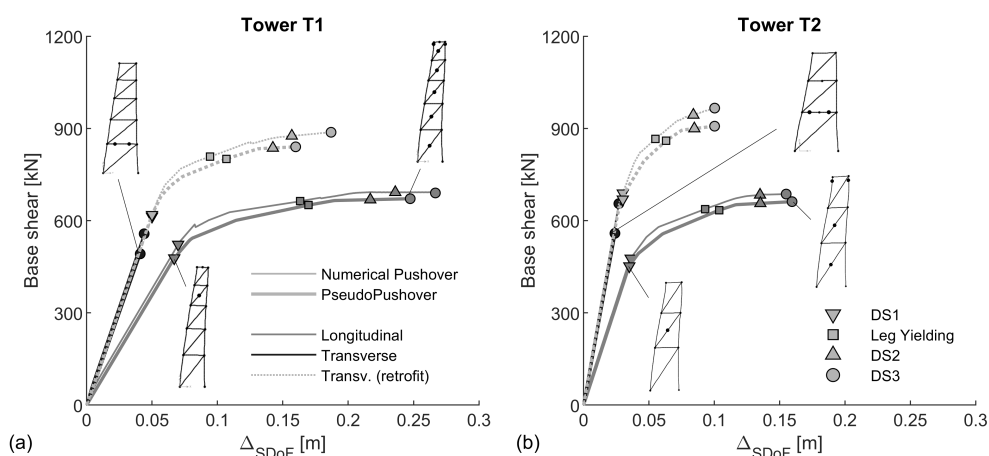 Tower T1
1200
900
600
300
0
Base shear [kN]
0 0.05 0.1 0.15 0.2 0.25 0.3
Δ_SDoF [m]
(a)
Numerical Pushover
PseudoPushover
Longitudinal
Transverse
Transv. (retrofit)
Tower T2
1200
900
600
300
0
Base shear [kN]
0 0.05 0.1 0.15 0.2 0.25 0.3
Δ_SDoF [m]
(b)
DS1
Leg Yielding
DS2
DS3